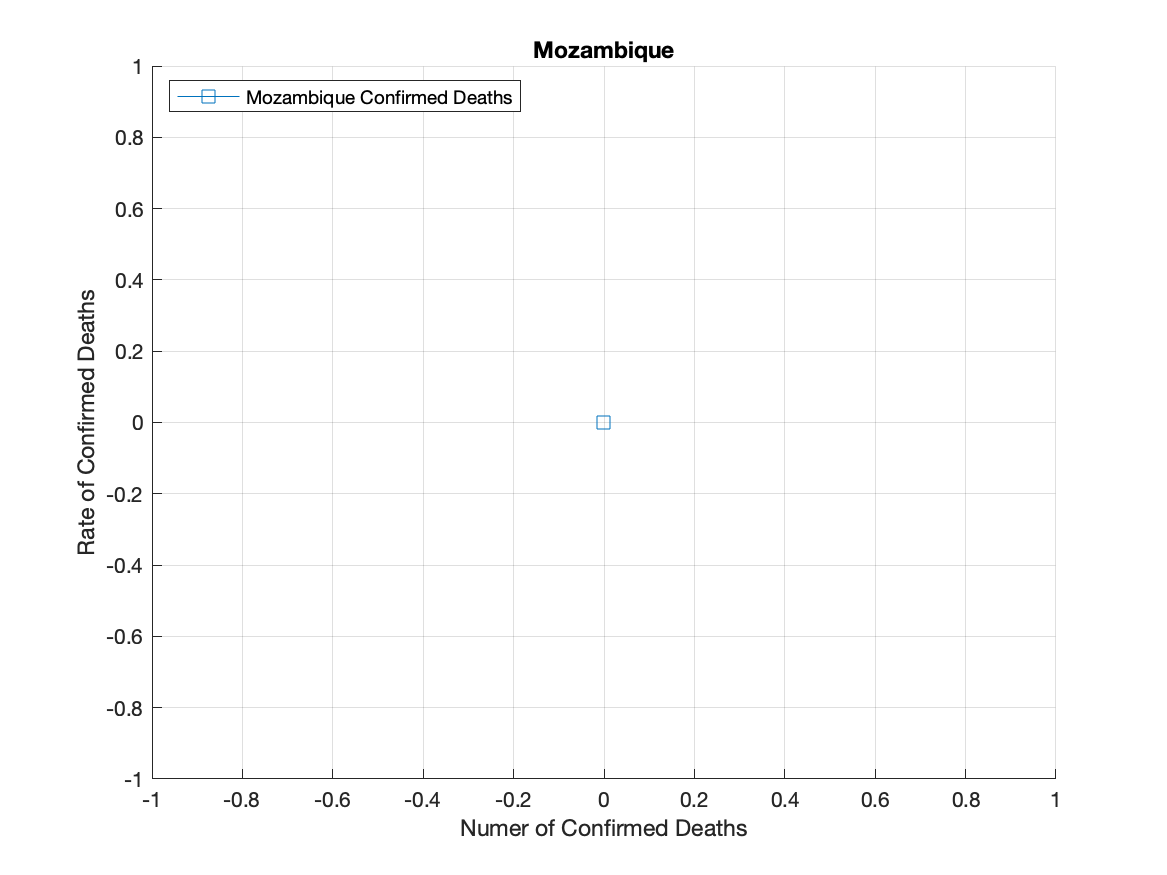 Mozambique
Mozambique Confirmed Deaths
1
0.8
0.6
0.4
0.2
0
-0.2
-0.4
-0.6
-0.8
-1
Rate of Confirmed Deaths
-1 -0.8 -0.6 -0.4 -0.2 0 0.2 0.4 0.6 0.8 1
Numer of Confirmed Deaths